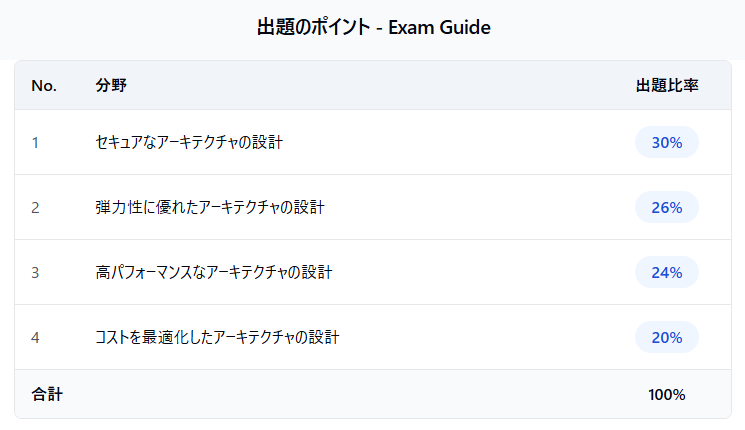 出題のポイント - Exam Guide
No. 分野 出題比率
1 セキュアなアーキテクチャの設計 30%
2 弾力性に優れたアーキテクチャの設計 26%
3 高パフォーマンスなアーキテクチャの設計 24%
4 コストを最適化したアーキテクチャの設計 20%
合計 100%